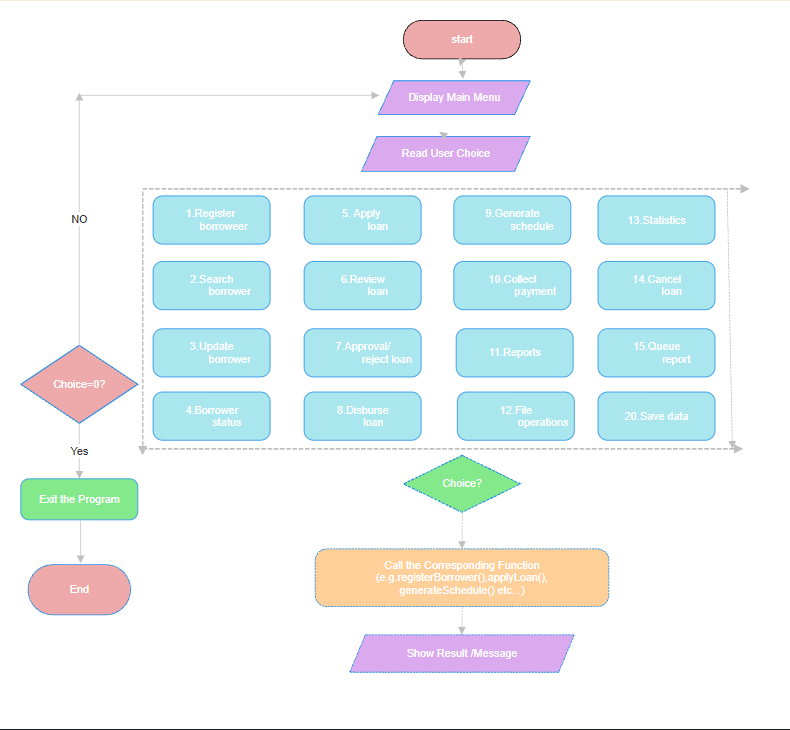 start
Display Main Menu
Read User Choice
NO
1.Register
borroweer
5. Apply
loan
9.Generate
schedule
13.Statistics
2.Search
borrower
6.Review
loan
10.Collect
payment
14.Cancel
loan
3.Update
borrower
7.Approval/
reject loan
11.Reports
15.Queue
report
4.Borrower
status
8.Disburse
loan
12.File
operations
20.Save data
Choice=0?
Yes
Exit the Program
End
Choice?
Call the Corresponding Function
(e.g.registerBorrower(),applyLoan(),
generateSchedule() etc...)
Show Result /Message